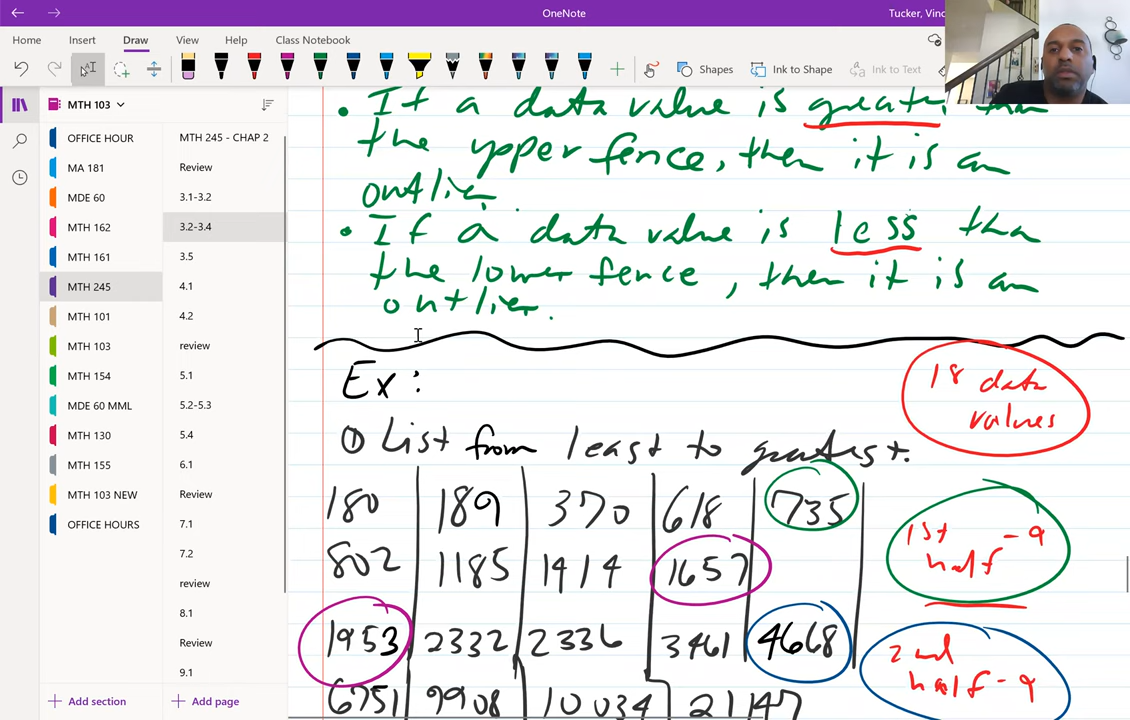 OneNote
Tucker, Vinc
Home Insert Draw View Help Class Notebook
Shapes Ink to Shape Ink to Text
MTH 103
OFFICE HOUR
MA 181
MDE 60
MTH 162
MTH 161
MTH 245
MTH 101
MTH 103
MTH 154
MDE 60 MML
MTH 130
MTH 155
MTH 103 NEW
OFFICE HOURS
Add section
MTH 245 - CHAP 2
Review
3.1-3.2
3.2-3.4
3.5
4.1
4.2
review
5.1
5.2-5.3
5.4
6.1
Review
7.1
7.2
review
8.1
Review
9.1
Add page
• If a data value is greater than
the upper fence, then it is an
outlier
• If a data value is less than
the lower fence, then it is an
outlier.
Ex:
18 data
values
① List from least to greatest.
180 189 370 618 735
802 1185 1414 1657
1953 2332 2336 3461 4668
6751 9908 10034 21147
1st - 9
half
2nd
half - 9